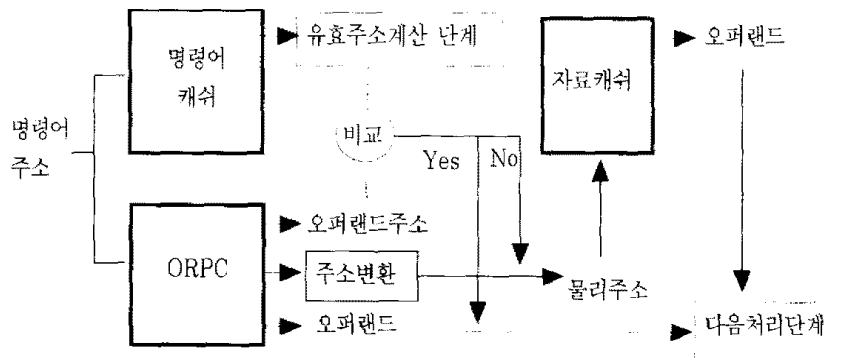 명령어
캐쉬
유효주소계산 단계
자료캐쉬
오퍼랜드
명령어
주소
비교
Yes
No
ORPC
오퍼랜드주소
주소변환
물리주소
오퍼랜드
다음처리단계